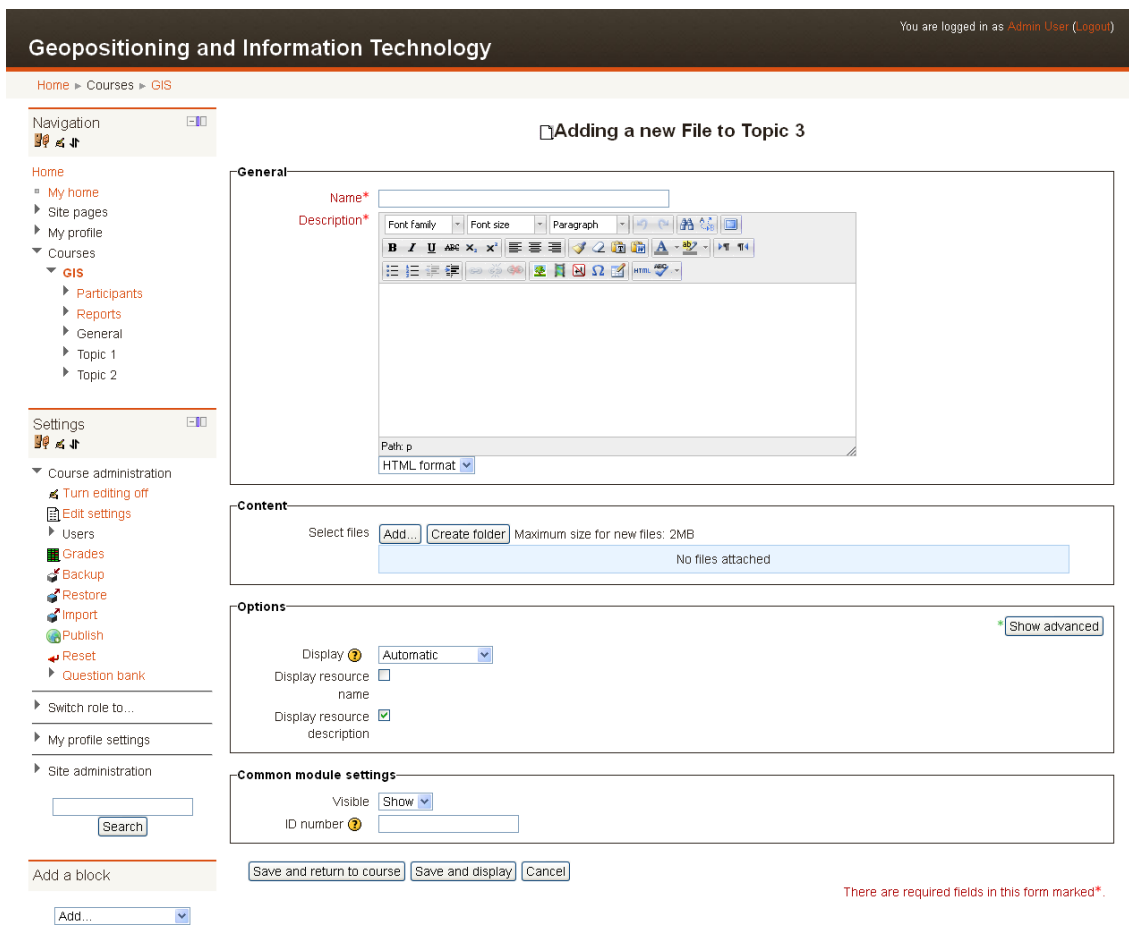 You are logged in as Admin User (Logout)
Geopositioning and Information Technology
Home ► Courses ► GIS
Navigation
Home
My home
Site pages
My profile
Courses
GIS
Participants
Reports
General
Topic 1
Topic 2
Settings
Course administration
Turn editing off
Edit settings
Users
Grades
Backup
Restore
Import
Publish
Reset
Question bank
Switch role to...
My profile settings
Site administration
Search
Add a block
Add...
Adding a new File to Topic 3
General
Name*
Description*
Font family Font size Paragraph
B I U ABC x₂ x² A ab
Ω HTML ABC
Path: p
HTML format
Content
Select files Add... Create folder Maximum size for new files: 2MB
No files attached
Options
* Show advanced
Display Automatic
Display resource
name
Display resource
description
Common module settings
Visible Show
ID number
Save and return to course Save and display Cancel
There are required fields in this form marked*.